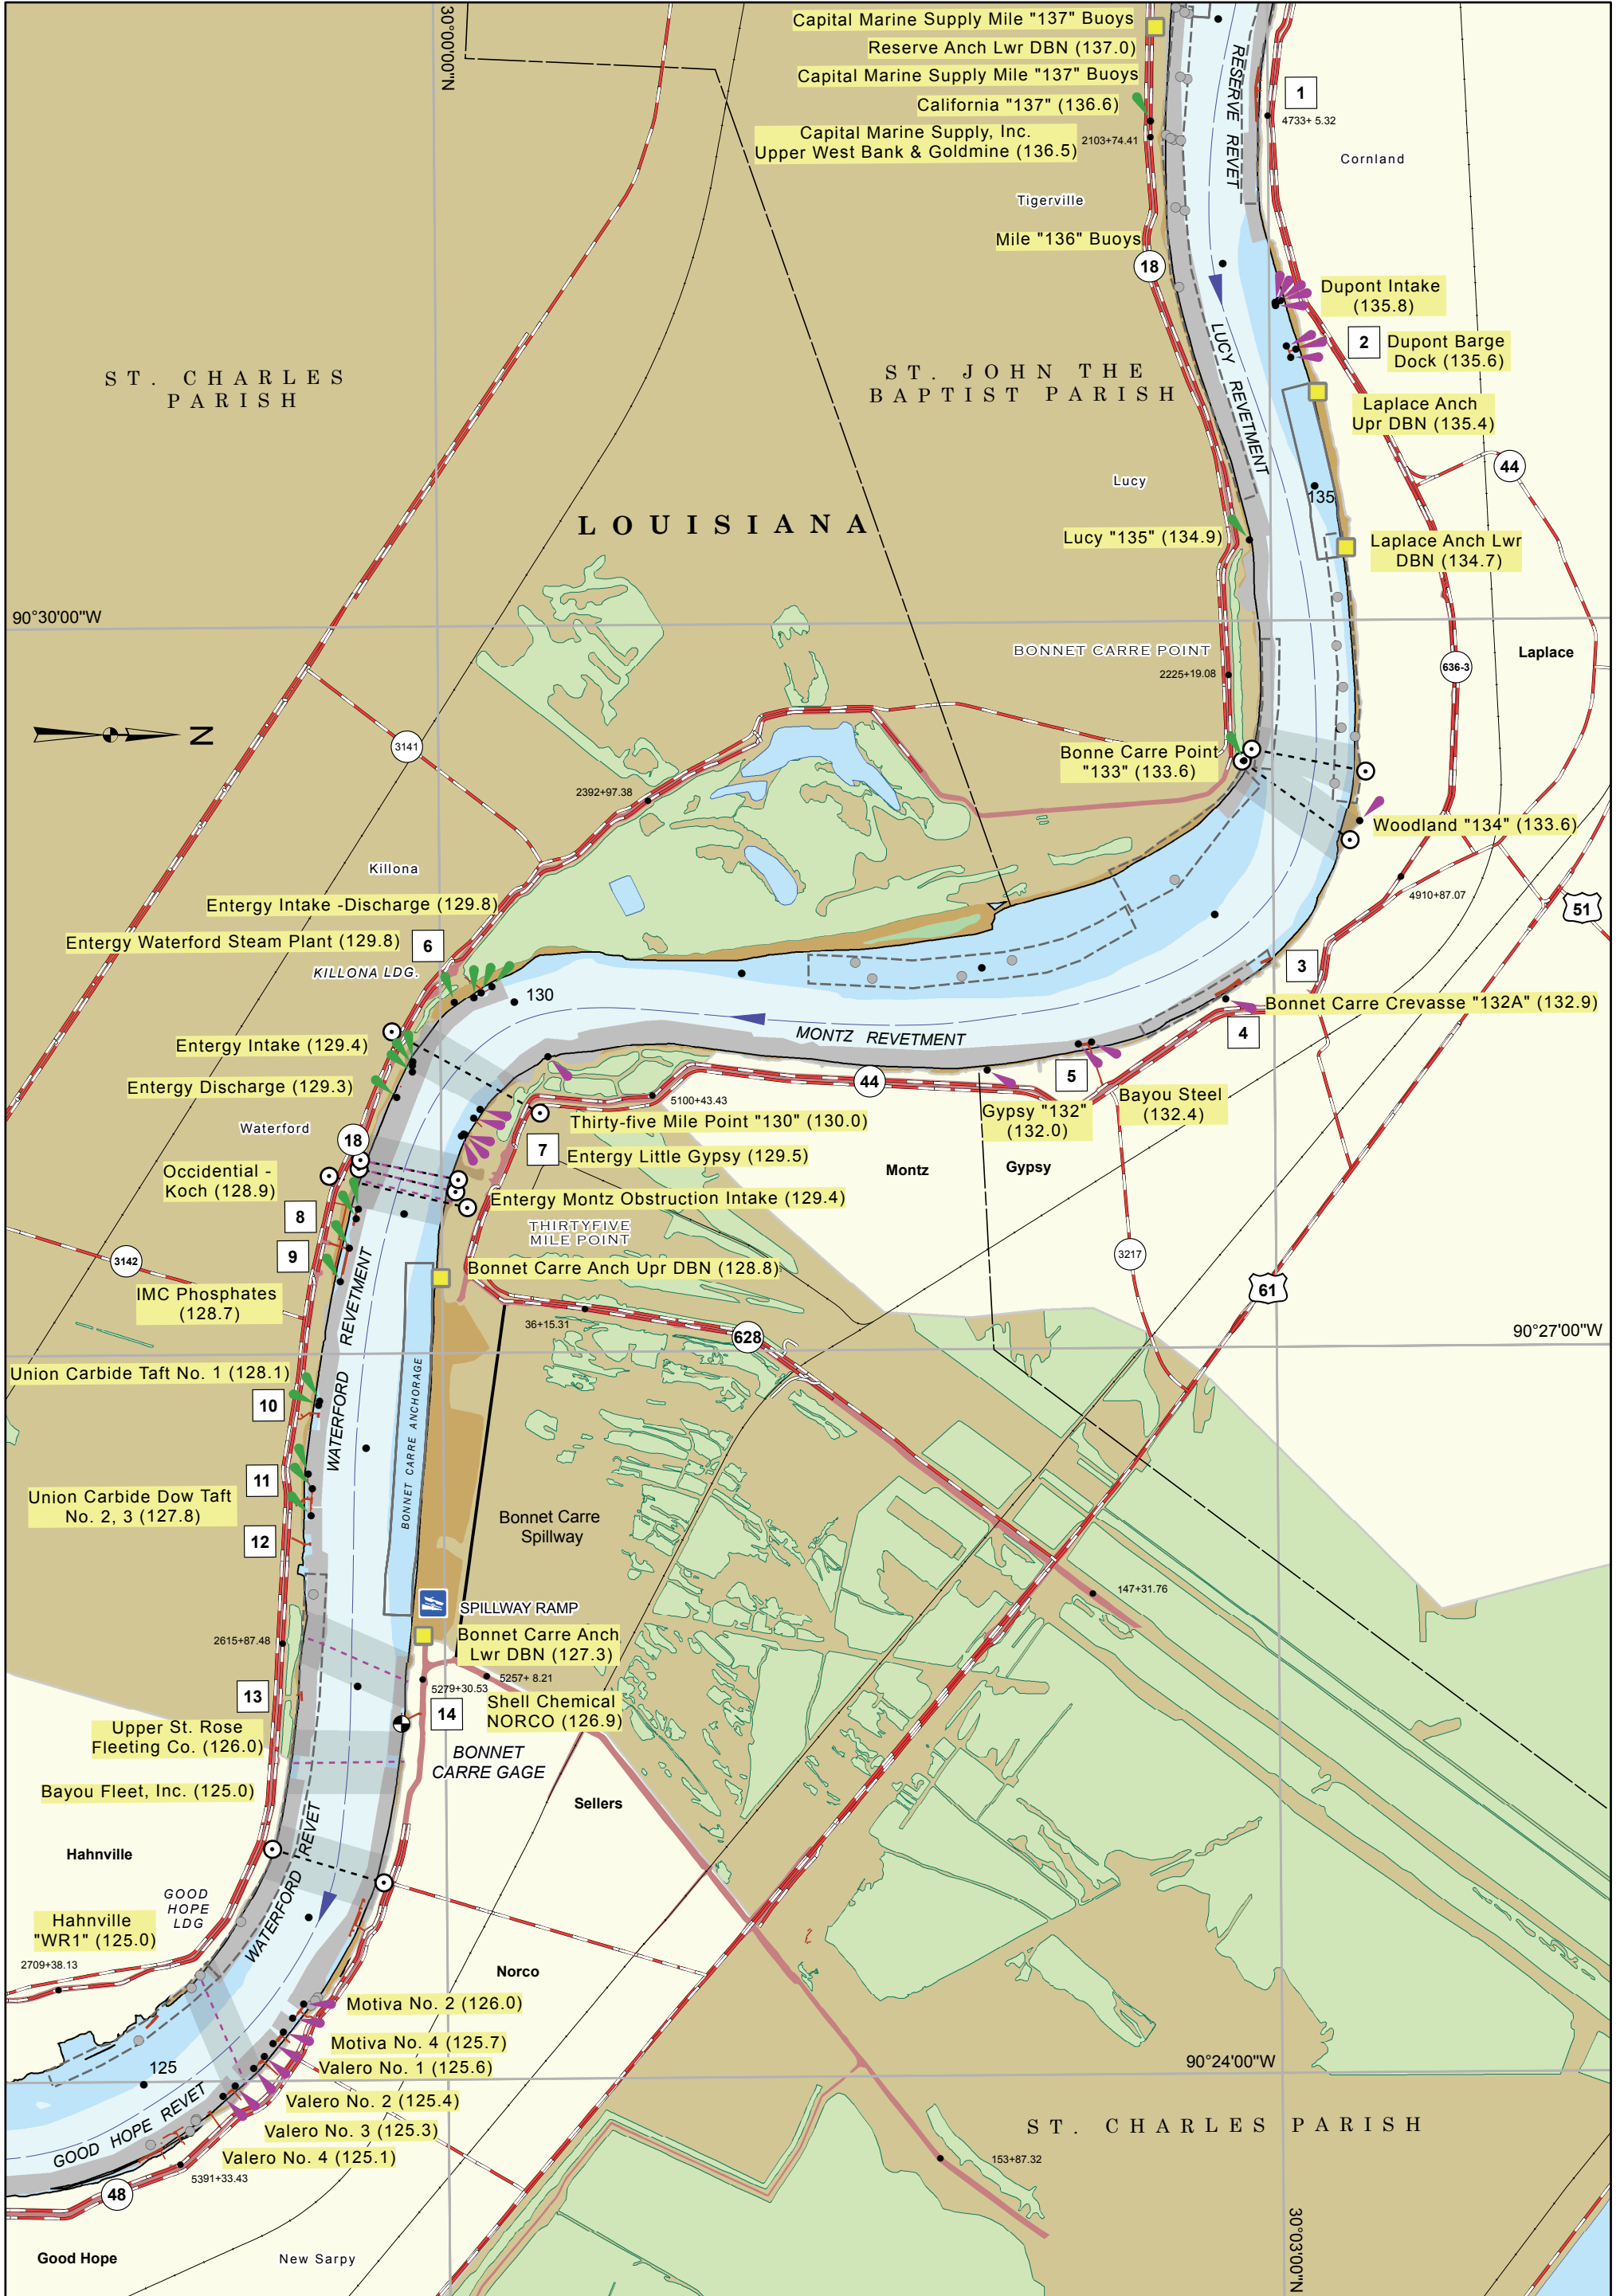 30°00'00"N
Capital Marine Supply Mile "137" Buoys
Reserve Anch Lwr DBN (137.0)
Capital Marine Supply Mile "137" Buoys
California "137" (136.6)
Capital Marine Supply, Inc.
Upper West Bank & Goldmine (136.5)
2103+74.41
RESERVE REVET
1
4733+ 5.32
Cornland
Tigerville
Mile "136" Buoys
18
Dupont Intake
(135.8)
2
Dupont Barge
Dock (135.6)
LUCY REVETMENT
ST. CHARLES
PARISH
ST. JOHN THE
BAPTIST PARISH
Laplace Anch
Upr DBN (135.4)
44
Lucy
135
LOUISIANA
Lucy "135" (134.9)
Laplace Anch Lwr
DBN (134.7)
90°30'00"W
BONNET CARRE POINT
2225+19.08
636-3
Laplace
N
3141
Bonne Carre Point
"133" (133.6)
2392+97.38
Woodland "134" (133.6)
Killona
4910+87.07
51
Entergy Intake -Discharge (129.8)
Entergy Waterford Steam Plant (129.8)
6
KILLONA LDG.
3
130
Bonnet Carre Crevasse "132A" (132.9)
MONTZ REVETMENT
4
Entergy Intake (129.4)
5
44
Entergy Discharge (129.3)
5100+43.43
Bayou Steel
(132.4)
Gypsy "132"
(132.0)
Thirty-five Mile Point "130" (130.0)
Waterford
18
7
Entergy Little Gypsy (129.5)
Montz
Gypsy
Occidental -
Koch (128.9)
Entergy Montz Obstruction Intake (129.4)
8
THIRTYFIVE
MILE POINT
9
3142
3217
Bonnet Carre Anch Upr DBN (128.8)
61
IMC Phosphates
(128.7)
36+15.31
628
90°27'00"W
WATERFORD REVETMENT
Union Carbide Taft No. 1 (128.1)
10
BONNET CARRE ANCHORAGE
11
Union Carbide Dow Taft
No. 2, 3 (127.8)
Bonnet Carre
Spillway
12
147+31.76
SPILLWAY RAMP
Bonnet Carre Anch
Lwr DBN (127.3)
2615+87.48
5257+ 8.21
5279+30.53
13
Shell Chemical
NORCO (126.9)
14
Upper St. Rose
Fleeting Co. (126.0)
BONNET
CARRE GAGE
Bayou Fleet, Inc. (125.0)
Sellers
WATERFORD REVET
Hahnville
GOOD
HOPE
LDG
Hahnville
"WR1" (125.0)
2709+38.13
Norco
Motiva No. 2 (126.0)
Motiva No. 4 (125.7)
Valero No. 1 (125.6)
90°24'00"W
125
Valero No. 2 (125.4)
Valero No. 3 (125.3)
GOOD HOPE REVET
ST. CHARLES PARISH
Valero No. 4 (125.1)
5391+33.43
153+87.32
48
30°03'00"N
Good Hope
New Sarpy